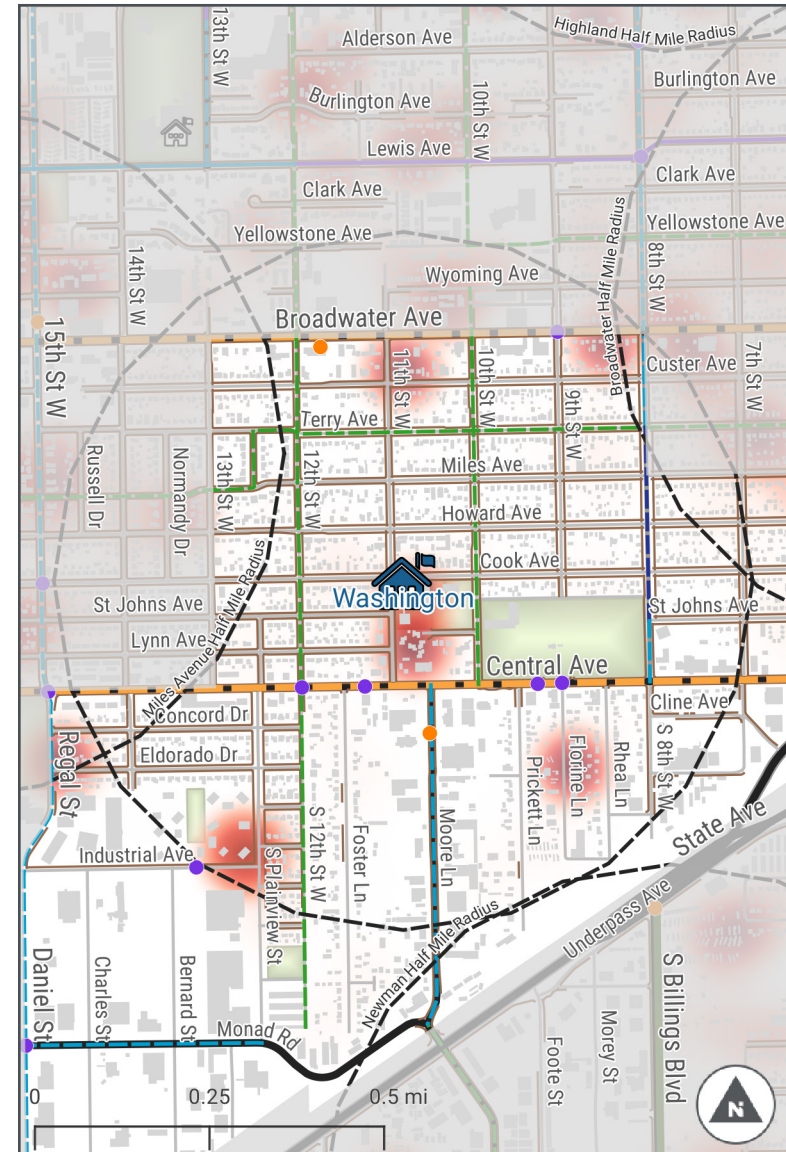 13th St W
Alderson Ave
Highland Half Mile Radius
Burlington Ave
10th St W
Burlington Ave
Lewis Ave
Clark Ave
Clark Ave
Yellowstone Ave
Yellowstone Ave
14th St W
Wyoming Ave
Broadwater Half Mile Radius
8th St W
Broadwater Ave
15th St W
11th St W
10th St W
Custer Ave
7th St W
9th St W
Terry Ave
Russell Dr
Normandy Dr
13th St W
12th St W
Miles Ave
Howard Ave
Cook Ave
Washington
St Johns Ave
St Johns Ave
Lynn Ave
Miles Avenue Half Mile Radius
Central Ave
Concord Dr
Cline Ave
Regal St
Eldorado Dr
Florine Ln
Rhea Ln
S 8th St W
Prickett Ln
Industrial Ave
S Plainview St
S 12th St W
Foster Ln
Moore Ln
State Ave
Newman Half Mile Radius
Underpass Ave
Daniel St
Charles St
Bernard St
Monad Rd
S Billings Blvd
Foote St
Morey St
0
0.25
0.5 mi
N